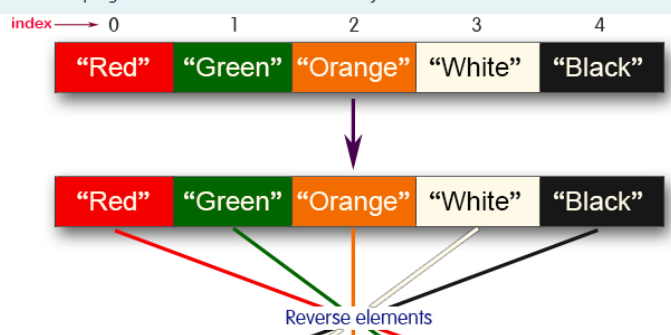 index 0 1 2 3 4
“Red” “Green” “Orange” “White” “Black”
“Red” “Green” “Orange” “White” “Black”
Reverse elements